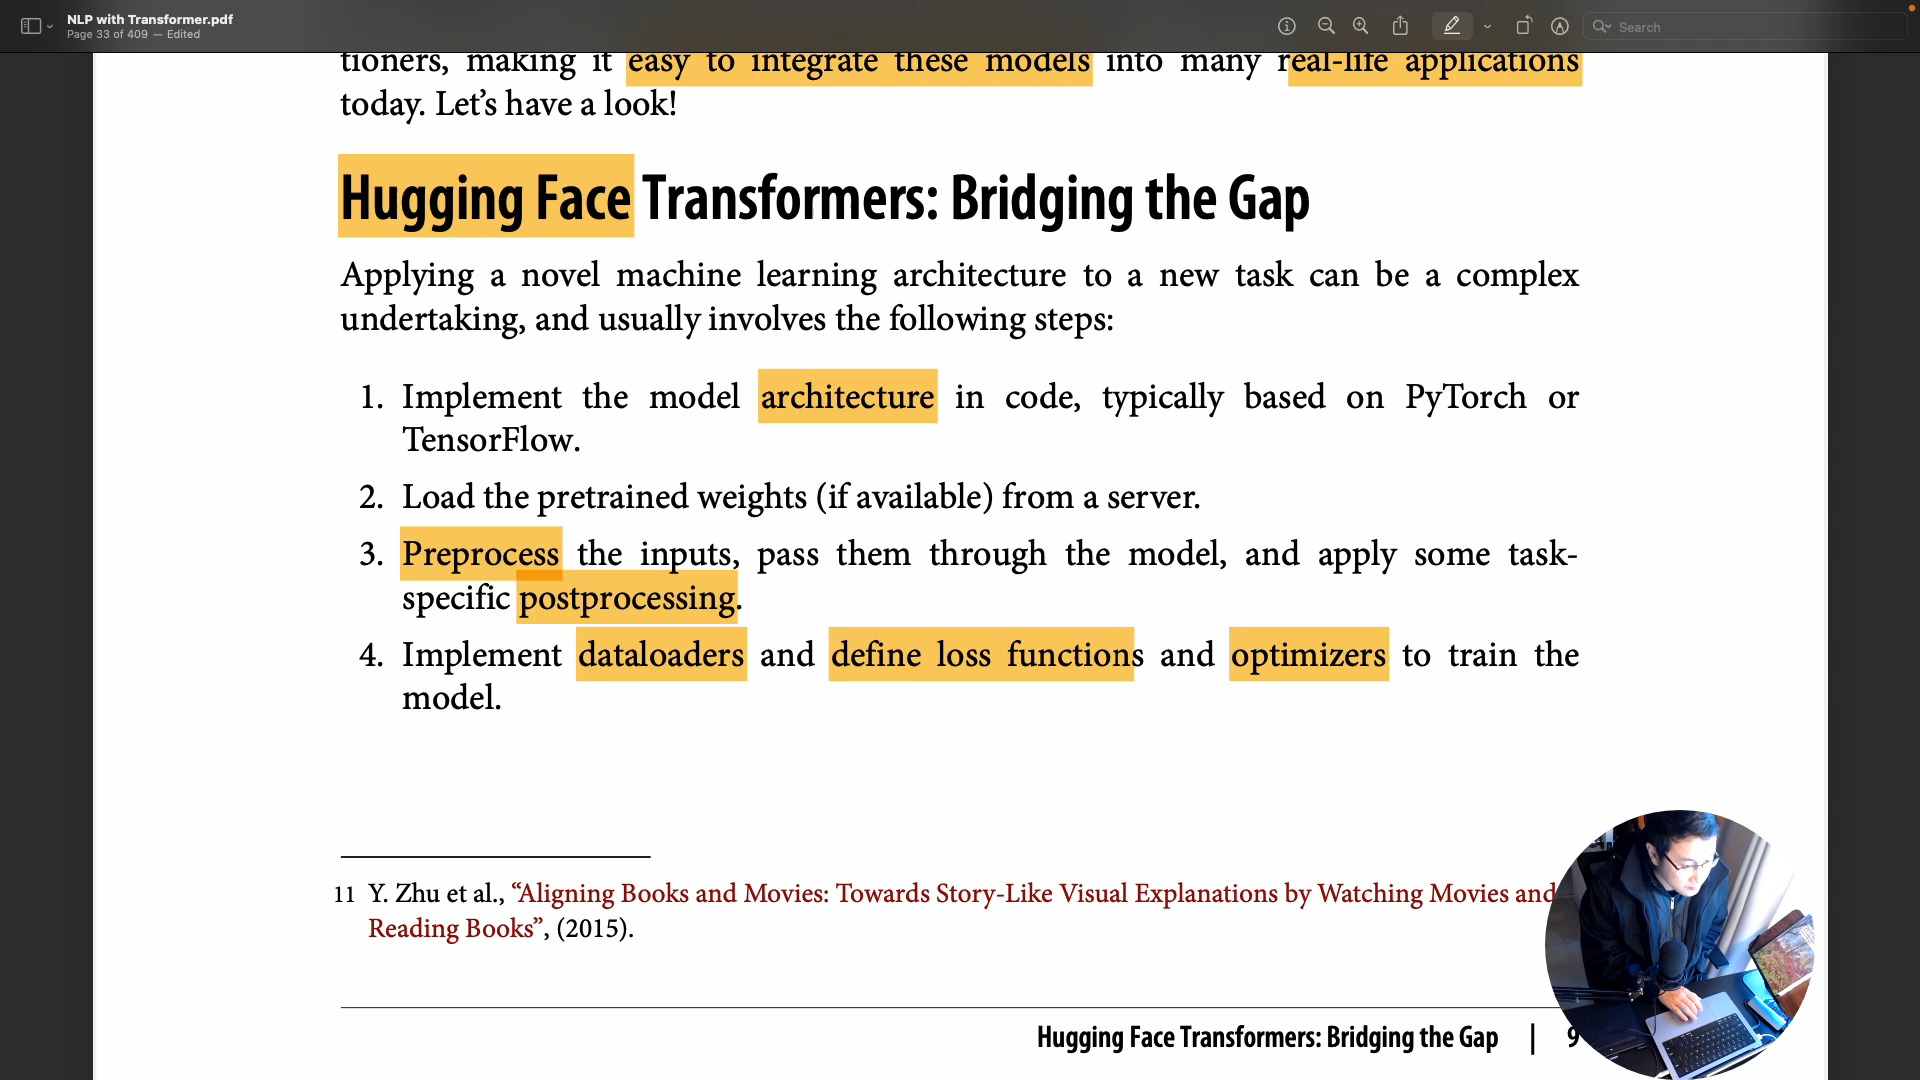 NLP with Transformer.pdf
Page 33 of 409 — Edited
Search
tioners, making it easy to integrate these models into many real-life applications
today. Let’s have a look!
Hugging Face Transformers: Bridging the Gap
Applying a novel machine learning architecture to a new task can be a complex
undertaking, and usually involves the following steps:
1. Implement the model architecture in code, typically based on PyTorch or
TensorFlow.
2. Load the pretrained weights (if available) from a server.
3. Preprocess the inputs, pass them through the model, and apply some task-
specific postprocessing.
4. Implement dataloaders and define loss functions and optimizers to train the
model.
11 Y. Zhu et al., “Aligning Books and Movies: Towards Story-Like Visual Explanations by Watching Movies and
Reading Books”, (2015).
Hugging Face Transformers: Bridging the Gap | 9